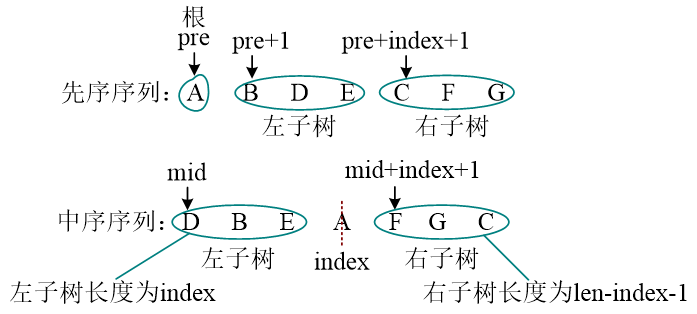 根
pre pre+1 pre+index+1
先序序列: A B D E C F G
左子树 右子树
mid mid+index+1
中序序列: D B E A F G C
左子树 index 右子树
左子树长度为index 右子树长度为len-index-1